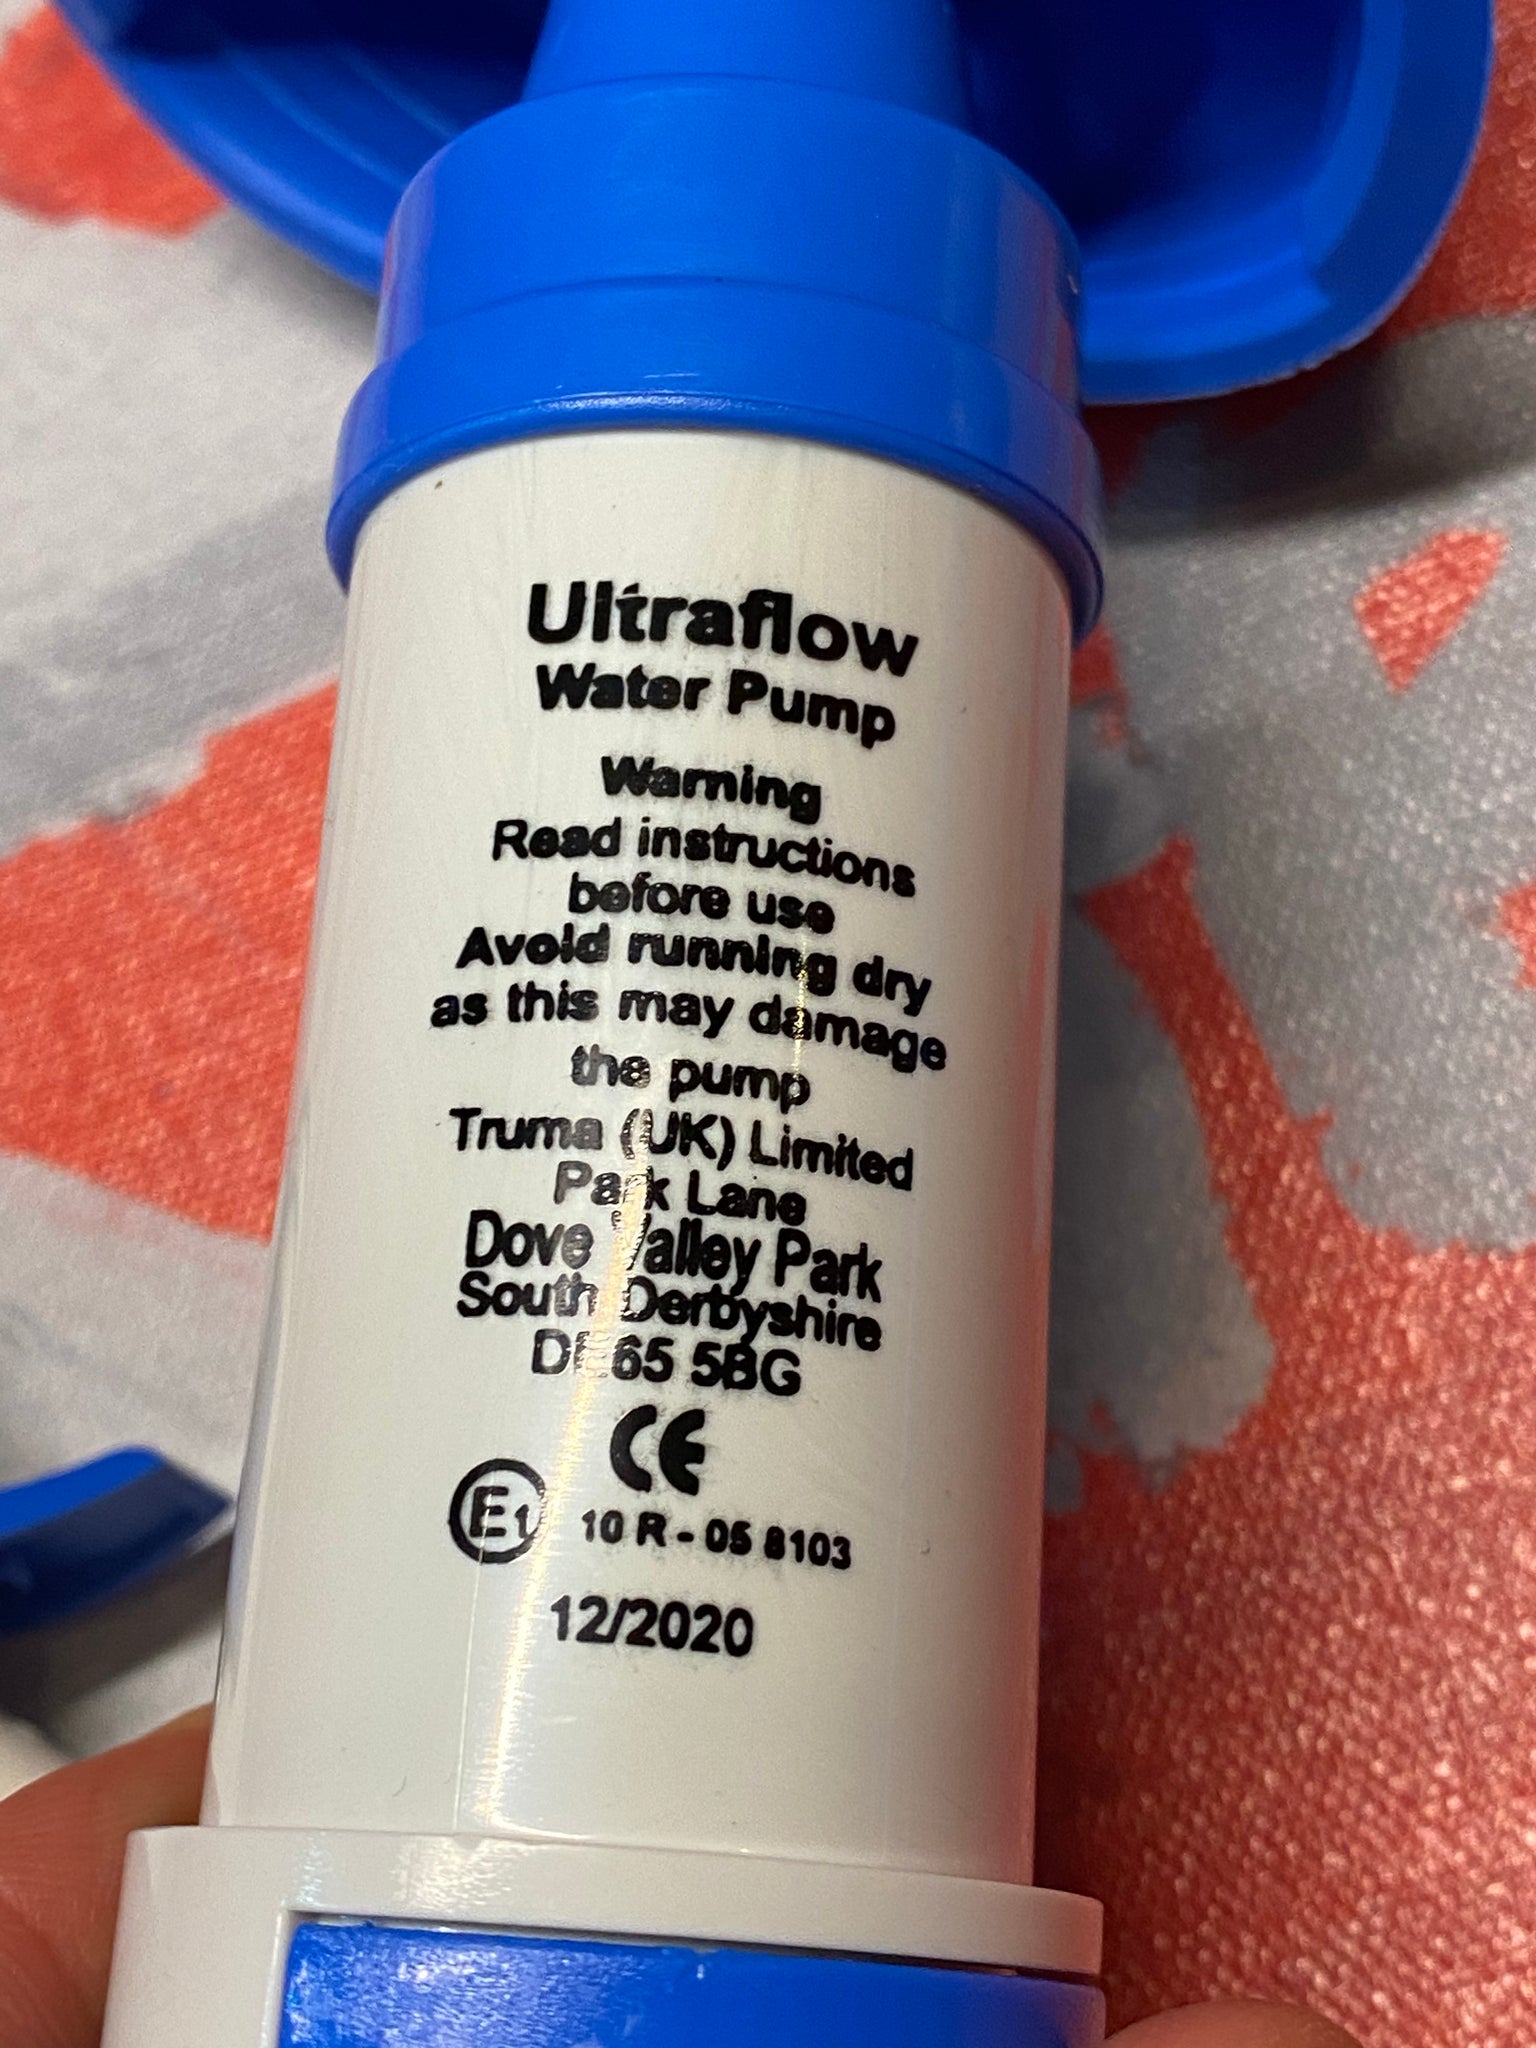 Ultraflow
Water Pump
Warning
Read instructions
before use
Avoid running dry
as this may damage
the pump
Truma (UK) Limited
Park Lane
Dove Valley Park
South Derbyshire
DE65 5BG
CE
E1 10 R - 05 8103
12/2020